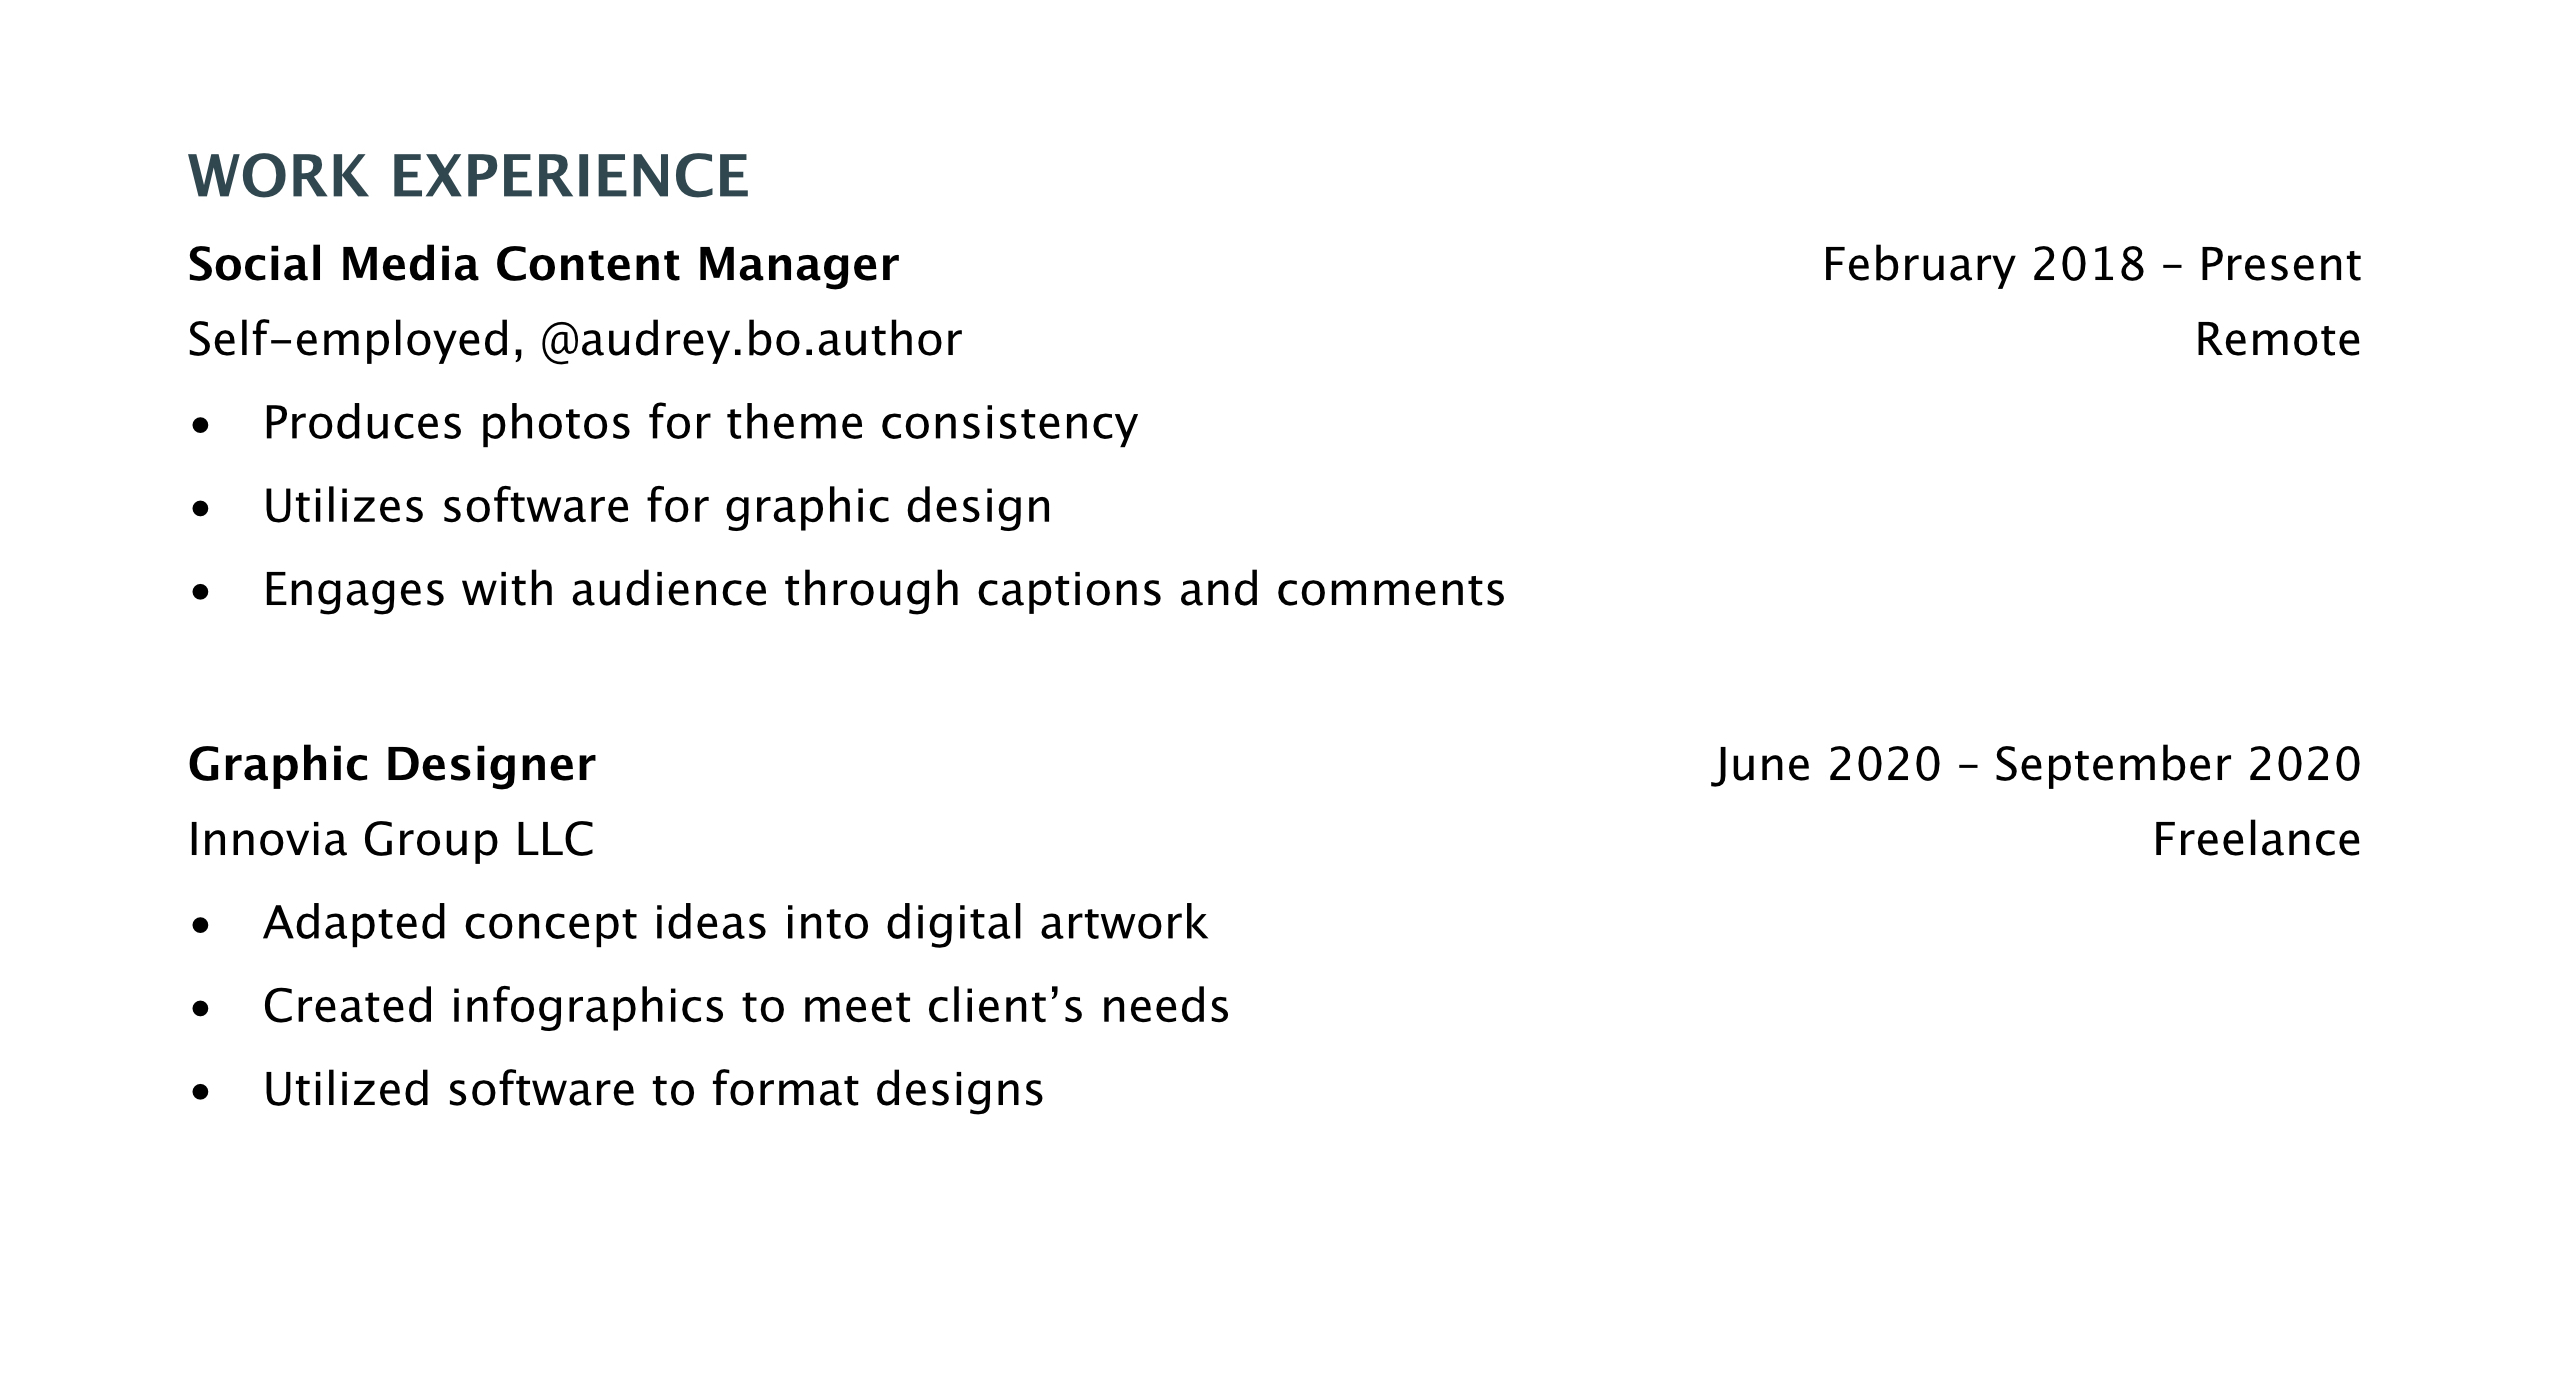 WORK EXPERIENCE
Social Media Content Manager February 2018 – Present
Self-employed, @audrey.bo.author Remote
• Produces photos for theme consistency
• Utilizes software for graphic design
• Engages with audience through captions and comments
Graphic Designer June 2020 – September 2020
Innovia Group LLC Freelance
• Adapted concept ideas into digital artwork
• Created infographics to meet client’s needs
• Utilized software to format designs